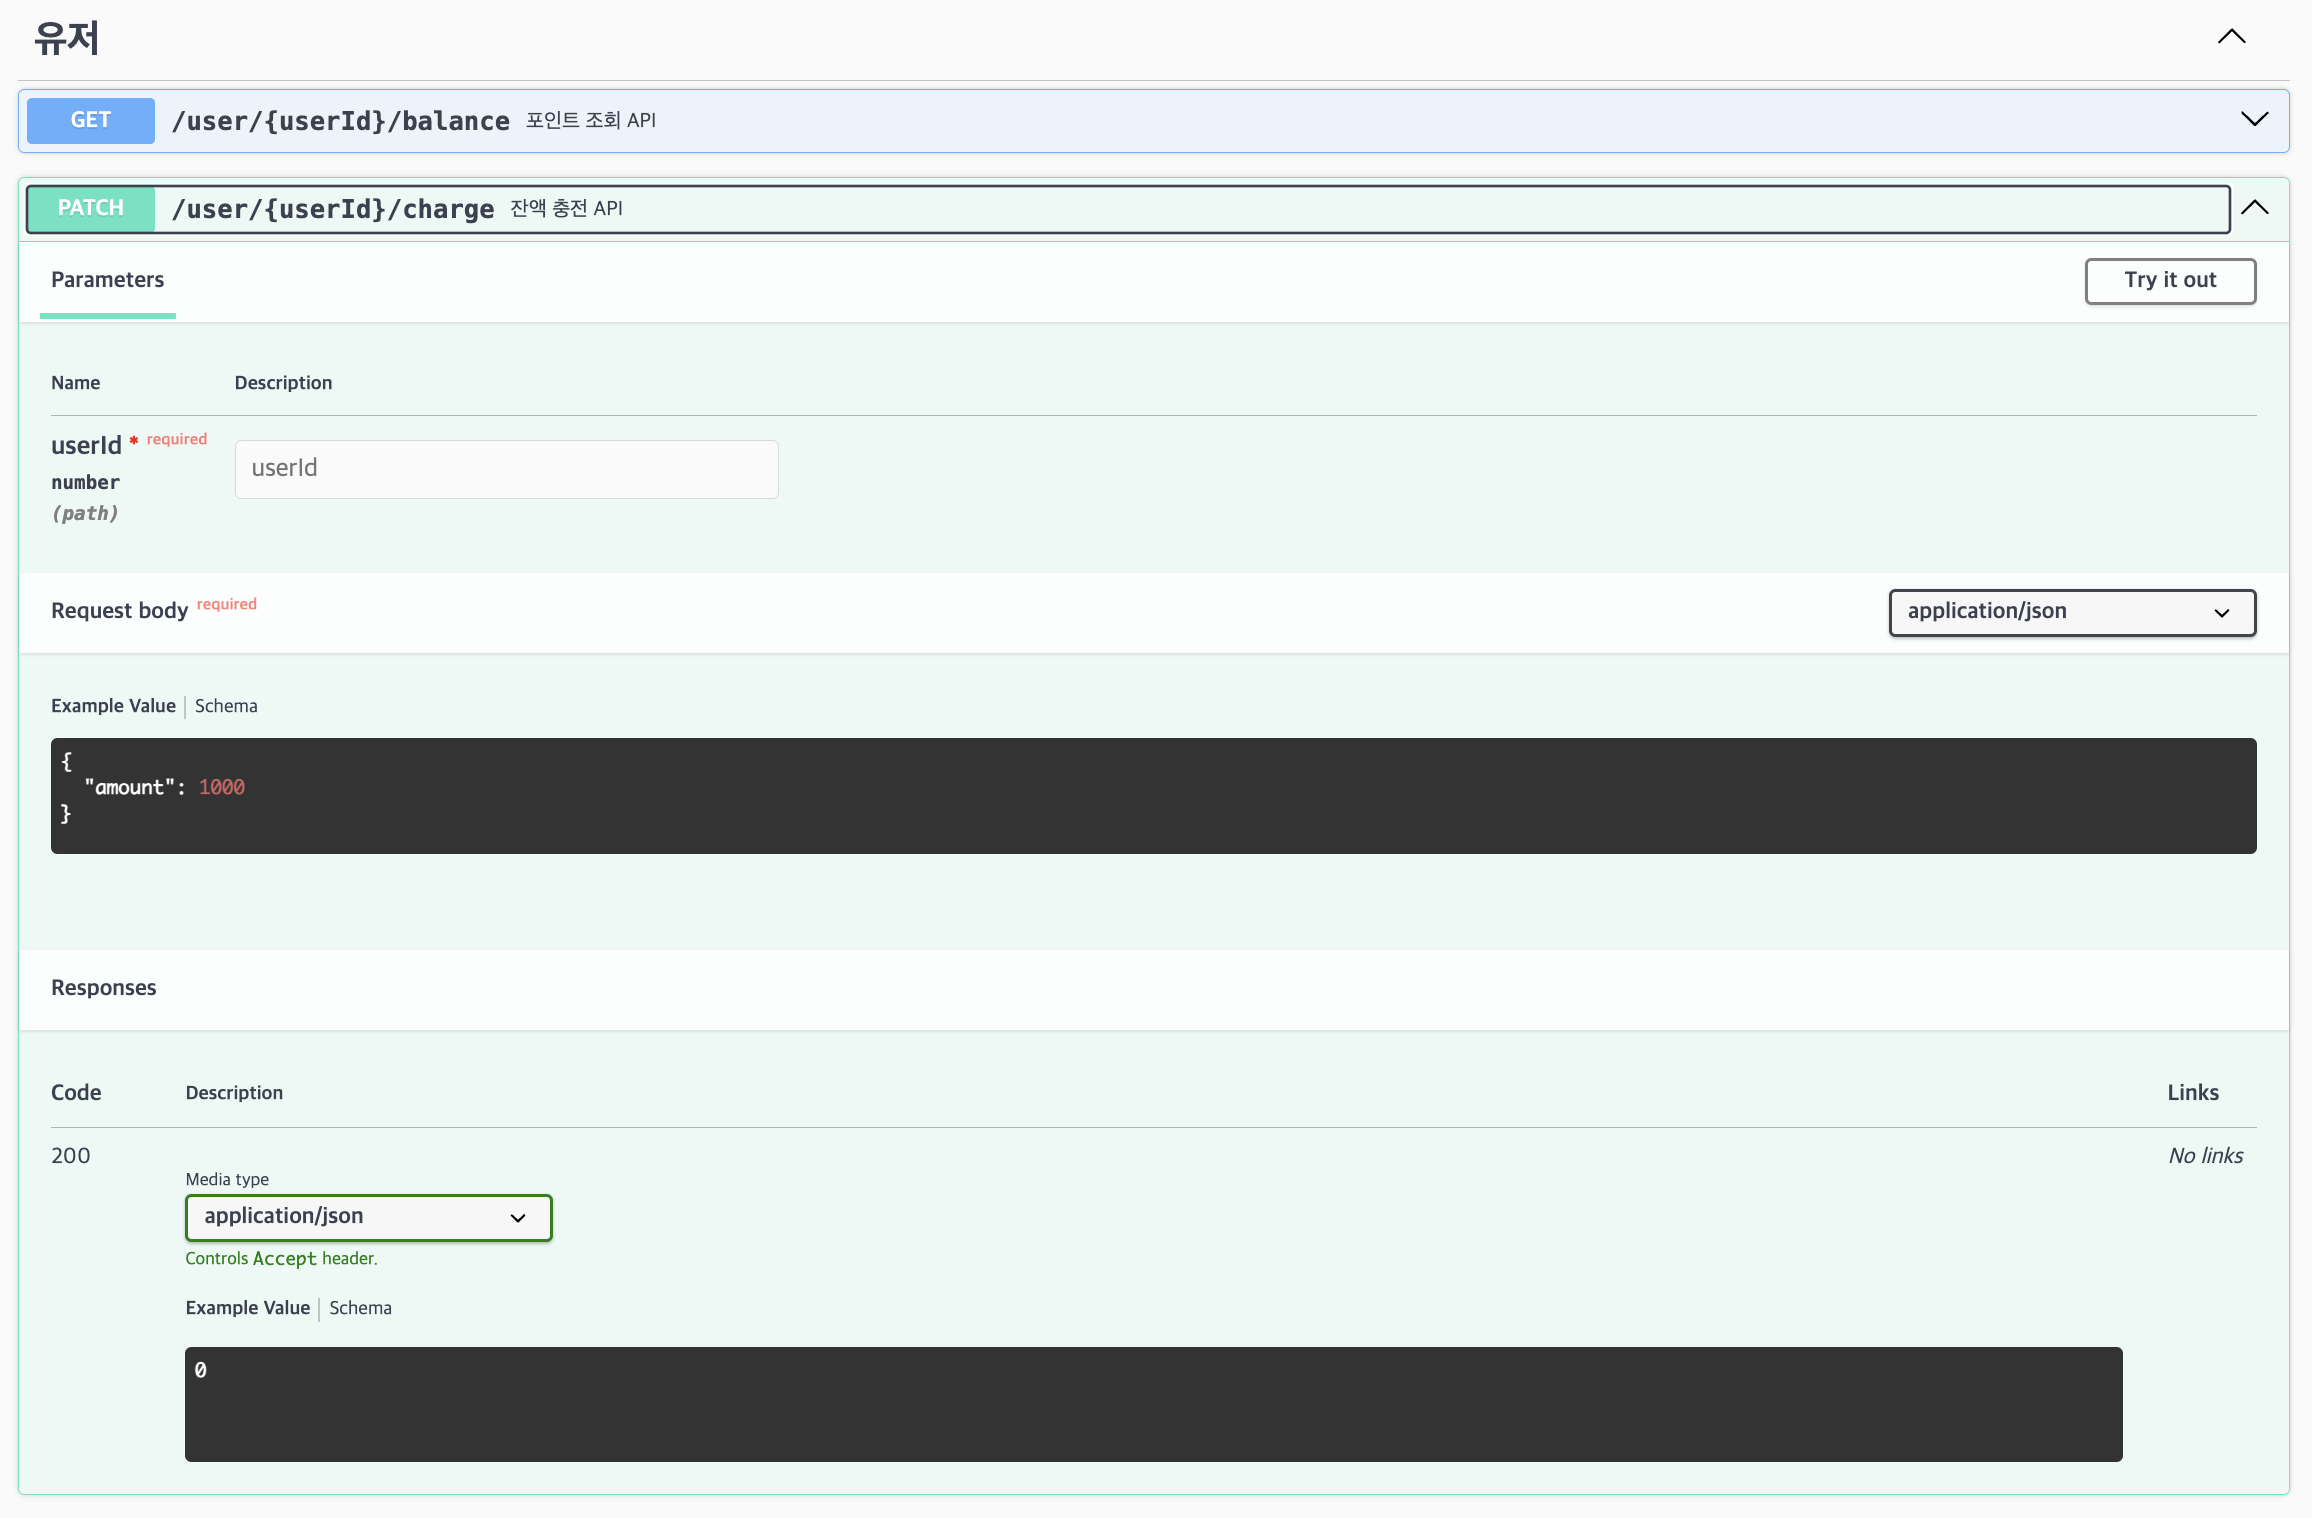 유저
GET /user/{userId}/balance 포인트 조회 API
PATCH /user/{userId}/charge 잔액 충전 API
Parameters
Try it out
Name Description
userId * required
number
(path)
userId
Request body required
application/json
Example Value | Schema
{
  "amount": 1000
}
Responses
Code Description Links
200 No links
Media type
application/json
Controls Accept header.
Example Value | Schema
0